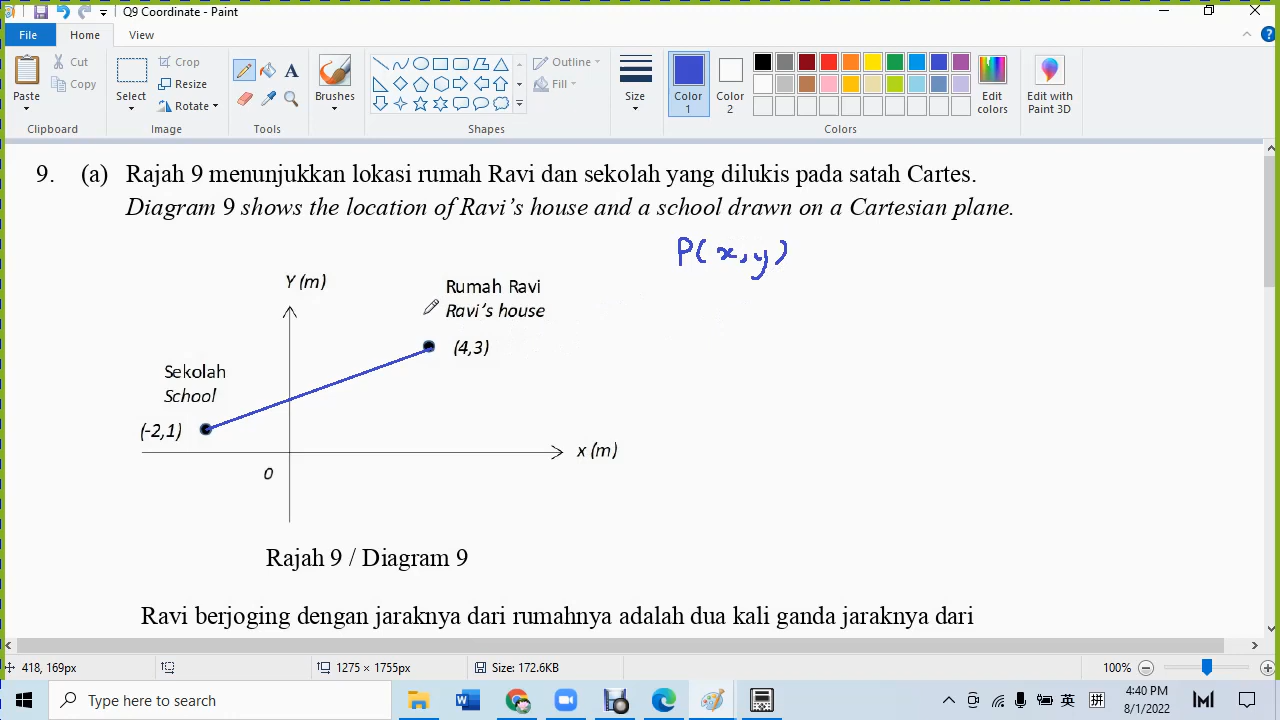 Q9 Coordinate - Paint
File Home View
Paste
Cut
Copy
Clipboard
Select
Crop
Resize
Rotate
Image
A
Tools
Brushes
Shapes
Outline
Fill
Size
Color 1
Color 2
Edit colors
Colors
Edit with Paint 3D
9. (a) Rajah 9 menunjukkan lokasi rumah Ravi dan sekolah yang dilukis pada satah Cartes.
Diagram 9 shows the location of Ravi's house and a school drawn on a Cartesian plane.
P(x,y)
Y (m)
Rumah Ravi
Ravi's house
(4,3)
Sekolah
School
(-2,1)
x (m)
0
Rajah 9 / Diagram 9
Ravi berjoging dengan jaraknya dari rumahnya adalah dua kali ganda jaraknya dari
418, 169px
1275 × 1755px
Size: 172.6KB
100%
Type here to search
英
拼
4:40 PM
8/1/2022